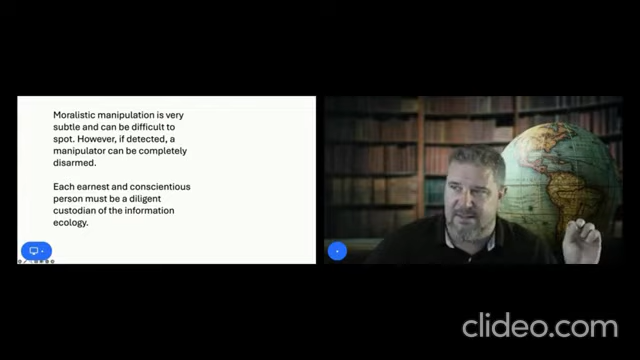 Moralistic manipulation is very
subtle and can be difficult to
spot. However, if detected, a
manipulator can be completely
disarmed.
Each earnest and conscientious
person must be a diligent
custodian of the information
ecology.
clideo.com